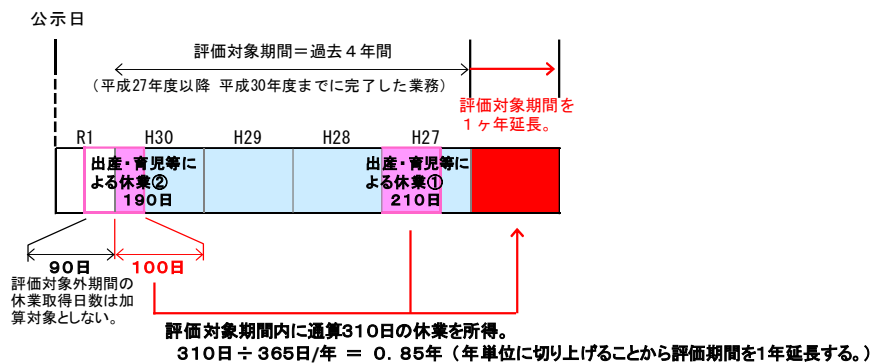 公示日
評価対象期間＝過去４年間
（平成27年度以降 平成30年度までに完了した業務）
評価対象期間を
１ヶ年延長。
R1 H30 H29 H28 H27
出産・育児等に
よる休業②
190日
出産・育児等に
よる休業①
210日
90日
100日
評価対象外期間の
休業取得日数は加
算対象としない。
評価対象期間内に通算310日の休業を所得。
310日÷365日/年 ＝ ０．８５年（年単位に切り上げることから評価期間を1年延長する。）